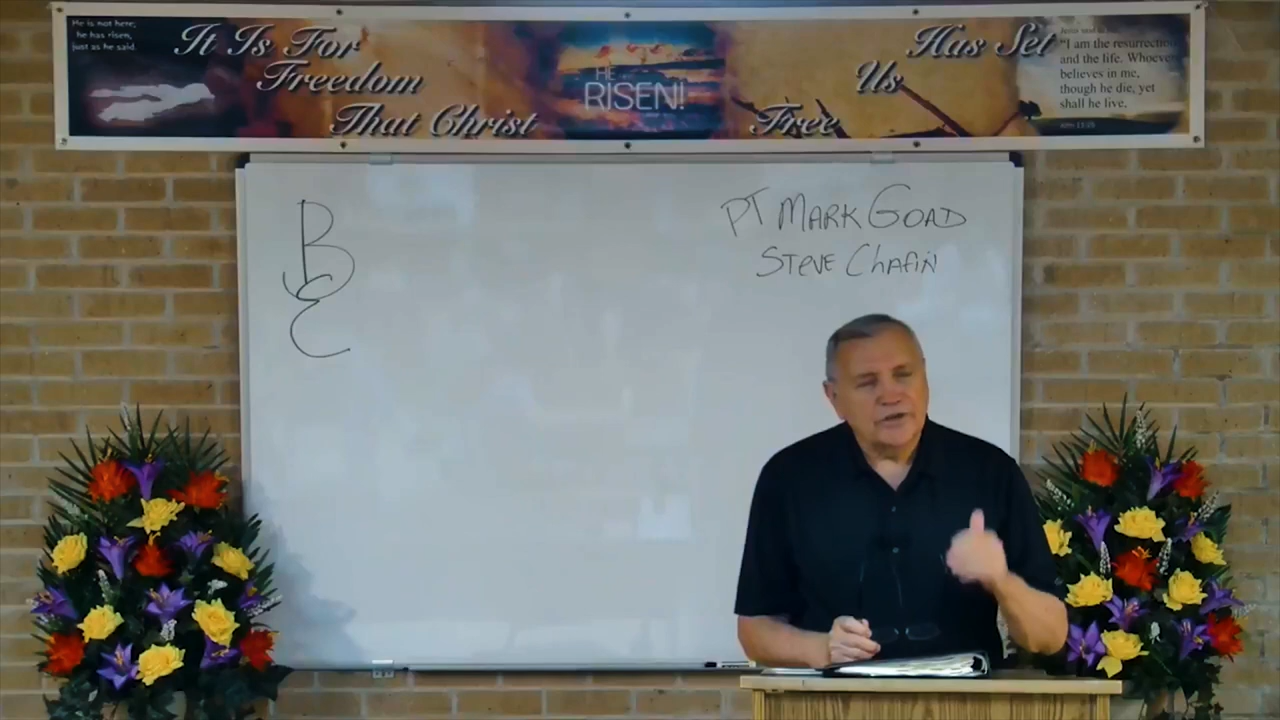 He is not here;
he has risen,
just as he said.
It Is For
Freedom
That Christ
HE
RISEN!
Has Set
Us
Free
"I am the resurrection
and the life. Whoever
believes in me,
though he die, yet
shall he live.
PT MARK GOAD
STEVE CHAFIN
B